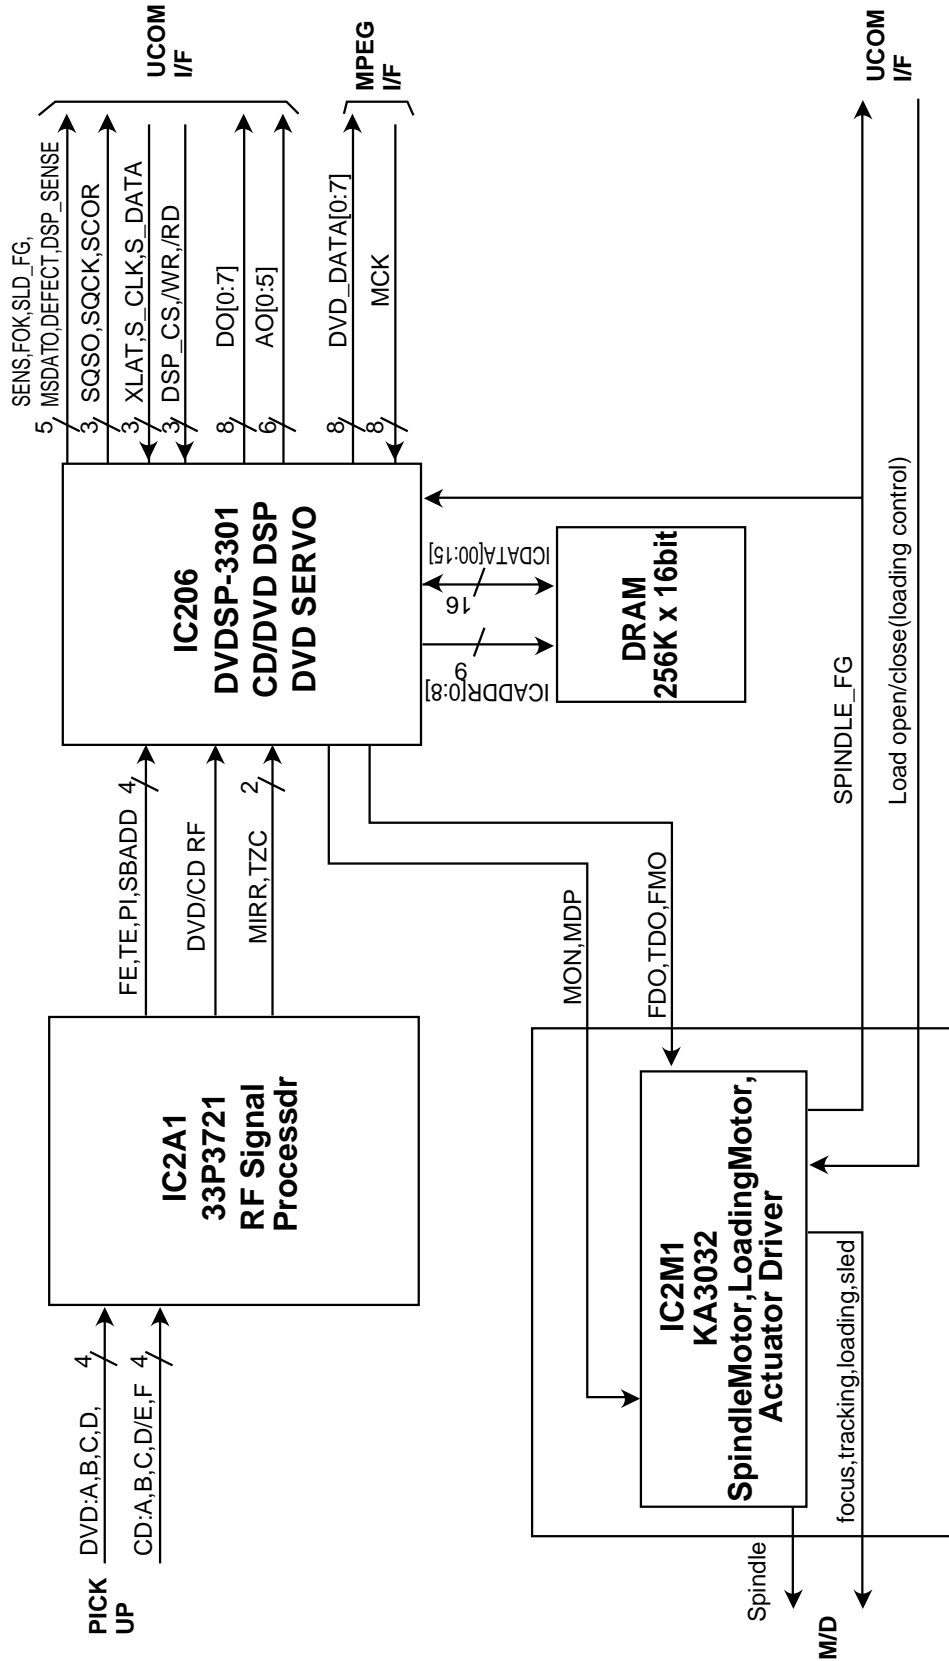 PICK
UP
DVD:A,B,C,D,
4
CD:A,B,C,D/E,F
4
IC2A1
33P3721
RF Signal
Processdr
FE,TE,PI,SBADD
4
DVD/CD RF
MIRR,TZC
2
IC206
DVDSP-3301
CD/DVD DSP
DVD SERVO
SENS,FOK,SLD_FG,
MSDATO,DEFECT,DSP_SENSE
5
SQSO,SQCK,SCOR
3
XLAT,S_CLK,S_DATA
3
DSP_CS,/WR,/RD
3
DO[0:7]
8
AO[0:5]
6
UCOM
I/F
DVD_DATA[0:7]
8
MCK
8
MPEG
I/F
ICDATA[00:15]
16
ICADDR[0:8]
9
DRAM
256K x 16bit
MON,MDP
FDO,TDO,FMO
IC2M1
KA3032
SpindleMotor,LoadingMotor,
Actuator Driver
Spindle
focus,tracking,loading,sled
M/D
SPINDLE_FG
Load open/close(loading control)
UCOM
I/F